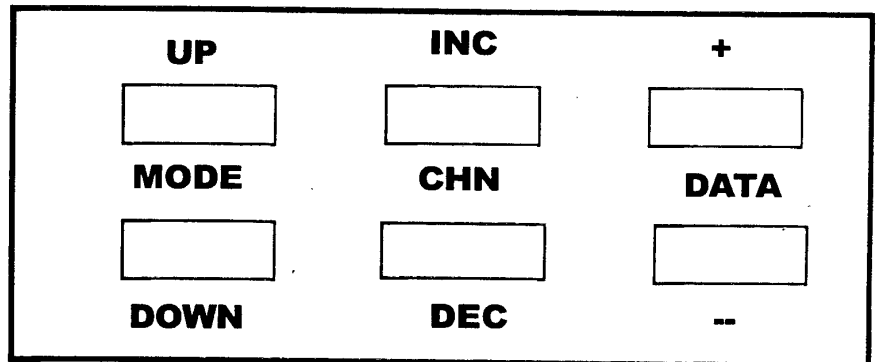 UP INC +
MODE CHN DATA
DOWN DEC --